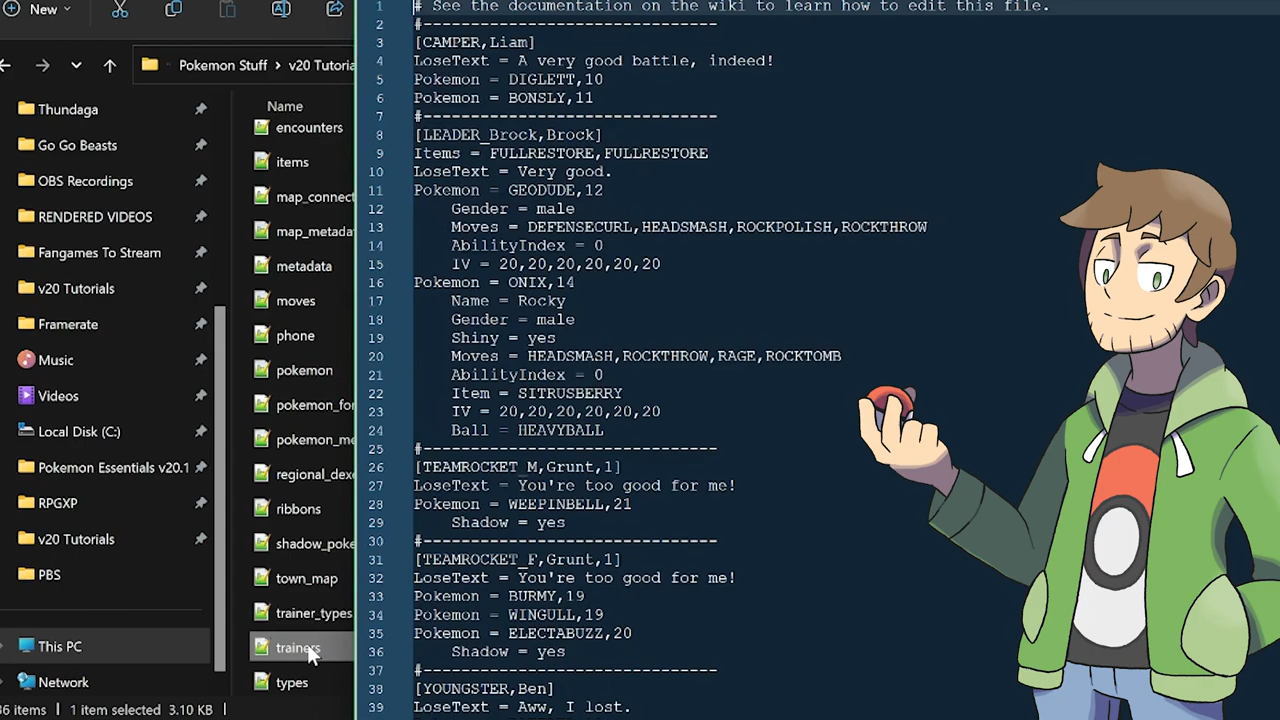 New
Pokemon Stuff
v20 Tutoria
Thundaga
Go Go Beasts
OBS Recordings
RENDERED VIDEOS
Fangames To Stream
v20 Tutorials
Framerate
Music
Videos
Local Disk (C:)
Pokemon Essentials v20.1
RPGXP
v20 Tutorials
PBS
This PC
Network
36 items
1 item selected 3.10 KB
Name
encounters
items
map_connect
map_metada
metadata
moves
phone
pokemon
pokemon_for
pokemon_me
regional_dexe
ribbons
shadow_poke
town_map
trainer_types
trainers
types
1 # See the documentation on the wiki to learn how to edit this file.
2 #-------------------------------
3 [CAMPER,Liam]
4 LoseText = A very good battle, indeed!
5 Pokemon = DIGLETT,10
6 Pokemon = BONSLY,11
7 #-------------------------------
8 [LEADER_Brock,Brock]
9 Items = FULLRESTORE,FULLRESTORE
10 LoseText = Very good.
11 Pokemon = GEODUDE,12
12 Gender = male
13 Moves = DEFENSECURL,HEADSMASH,ROCKPOLISH,ROCKTHROW
14 AbilityIndex = 0
15 IV = 20,20,20,20,20,20
16 Pokemon = ONIX,14
17 Name = Rocky
18 Gender = male
19 Shiny = yes
20 Moves = HEADSMASH,ROCKTHROW,RAGE,ROCKTOMB
21 AbilityIndex = 0
22 Item = SITRUSBERRY
23 IV = 20,20,20,20,20,20
24 Ball = HEAVYBALL
25 #-------------------------------
26 [TEAMROCKET_M,Grunt,1]
27 LoseText = You're too good for me!
28 Pokemon = WEEPINBELL,21
29 Shadow = yes
30 #-------------------------------
31 [TEAMROCKET_F,Grunt,1]
32 LoseText = You're too good for me!
33 Pokemon = BURMY,19
34 Pokemon = WINGULL,19
35 Pokemon = ELECTABUZZ,20
36 Shadow = yes
37 #-------------------------------
38 [YOUNGSTER,Ben]
39 LoseText = Aww, I lost.